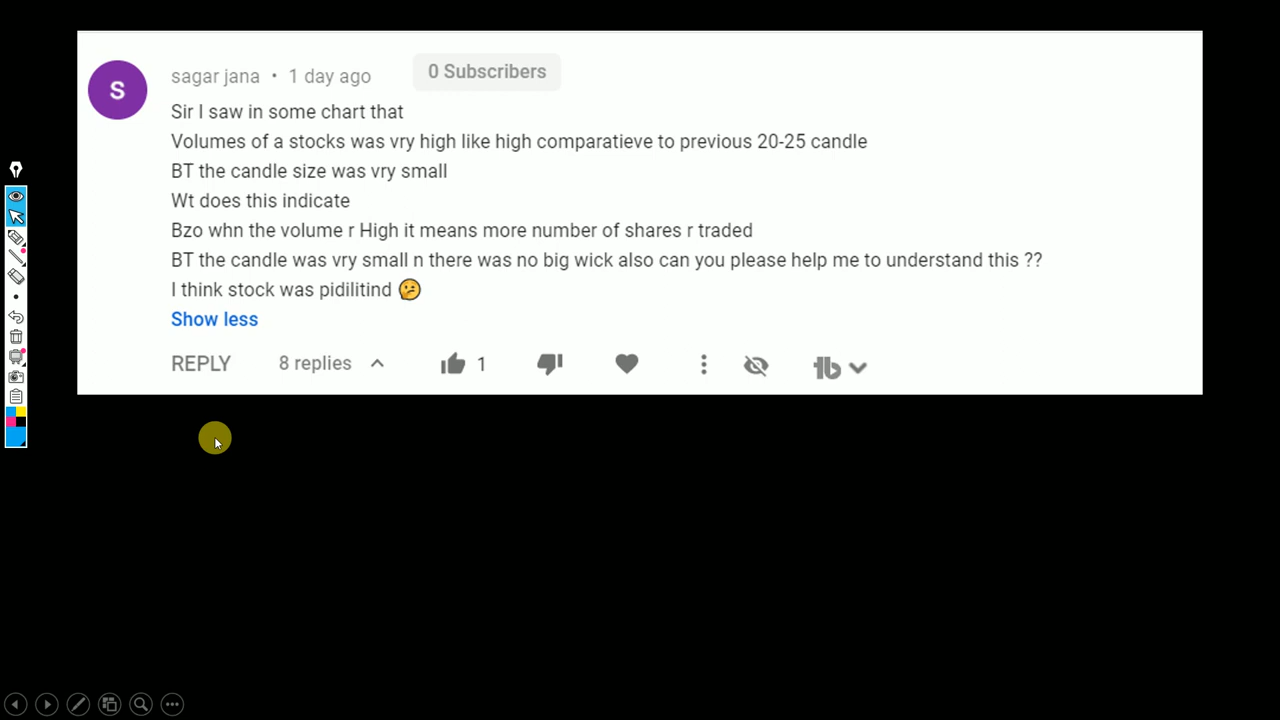 S
sagar jana • 1 day ago
0 Subscribers
Sir I saw in some chart that
Volumes of a stocks was vry high like high comparatieve to previous 20-25 candle
BT the candle size was vry small
Wt does this indicate
Bzo whn the volume r High it means more number of shares r traded
BT the candle was vry small n there was no big wick also can you please help me to understand this ??
I think stock was pidilitind 🤔
Show less
REPLY 8 replies 1